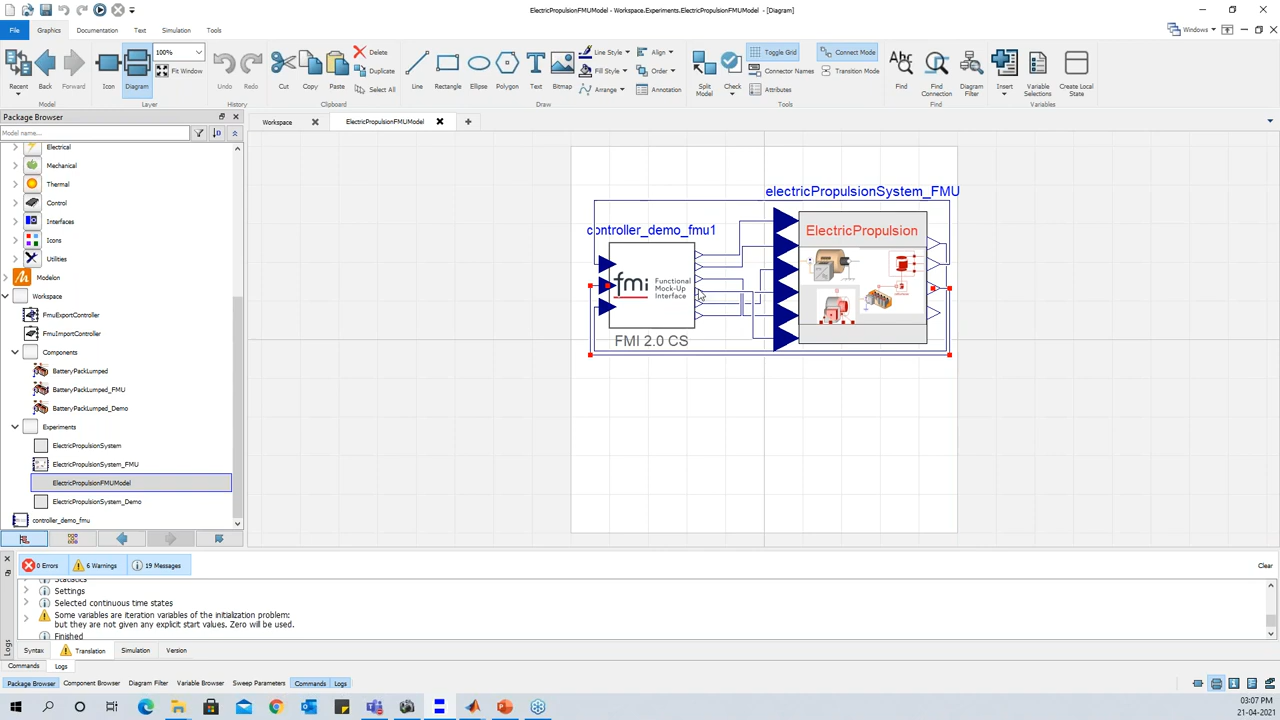 ElectricPropulsionFMUModel - Workspace.Experiments.ElectricPropulsionFMUModel - [Diagram]
File Graphics Documentation Text Simulation Tools Windows
Recent Back Forward Icon Diagram 100% Fit Window Undo Redo Cut Copy Paste Delete Duplicate Select All Line Rectangle Ellipse Polygon Text Bitmap Line Style Fill Style Arrange Align Order Annotation Split Model Check Toggle Grid Connector Names Attributes Connect Mode Transition Mode Find Find Connection Diagram Filter Insert Variable Selections Create Local State
Model Layer History Clipboard Draw Tools Find Variables
Package Browser
Workspace ElectricPropulsionFMUModel
Model name...
Electrical
Mechanical
Thermal
Control
Interfaces
Icons
Utilities
Modelon
Workspace
FmuExportController
FmuImportController
Components
BatteryPackLumped
BatteryPackLumped_FMU
BatteryPackLumped_Demo
Experiments
ElectricPropulsionSystem
ElectricPropulsionSystem_FMU
ElectricPropulsionFMUModel
ElectricPropulsionSystem_Demo
controller_demo_fmu
electricPropulsionSystem_FMU
controller_demo_fmu1
ElectricPropulsion
fmi Functional
Mock-Up
Interface
FMI 2.0 CS
0 Errors 6 Warnings 19 Messages Clear
Statistics
Settings
Selected continuous time states
Some variables are iteration variables of the initialization problem:
but they are not given any explicit start values. Zero will be used.
Finished
Logs
Syntax Translation Simulation Version
Commands Logs
Package Browser Component Browser Diagram Filter Variable Browser Sweep Parameters Commands Logs
03:07 PM
21-04-2021